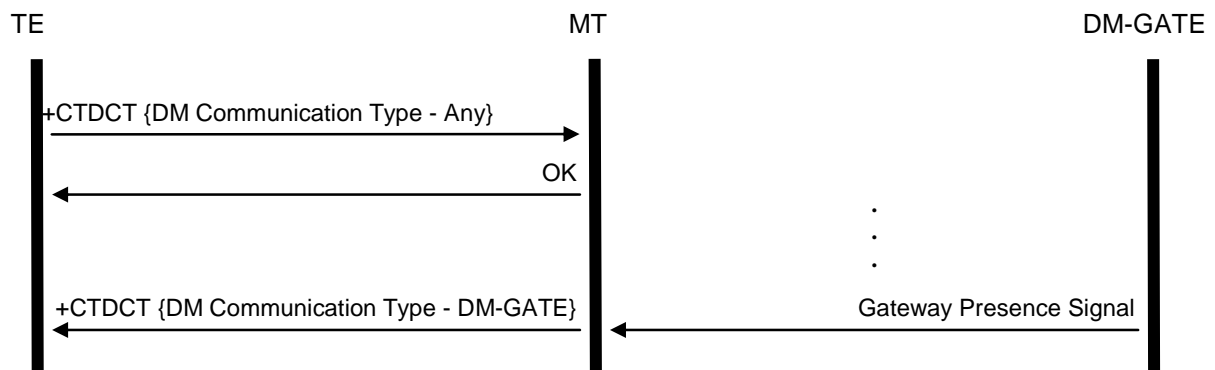 TE MT DM-GATE
+CTDCT {DM Communication Type - Any}
OK
.
.
.
+CTDCT {DM Communication Type - DM-GATE} Gateway Presence Signal